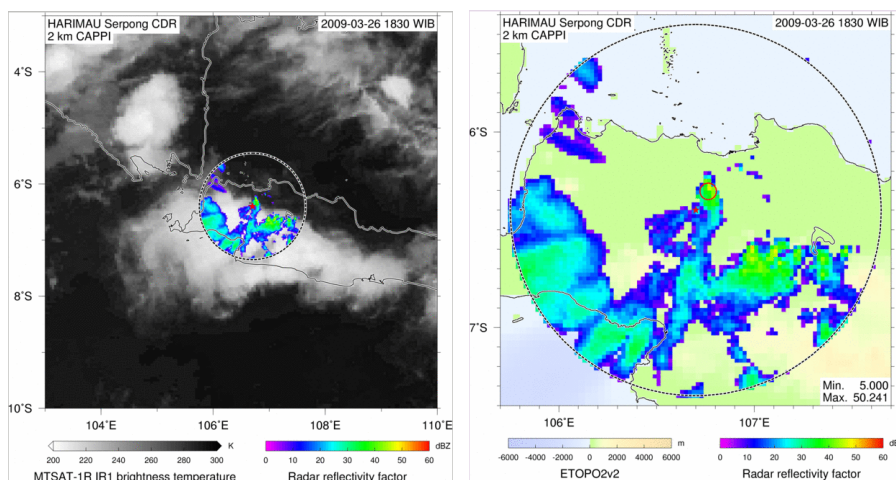 HARIMAU Serpong CDR
2 km CAPPI
2009-03-26 1830 WIB
4°S
6°S
8°S
10°S
104°E
106°E
108°E
110°E
200 220 240 260 280 300
K
MTSAT-1R IR1 brightness temperature
0 10 20 30 40 50 60
dBZ
Radar reflectivity factor
HARIMAU Serpong CDR
2 km CAPPI
2009-03-26 1830 WIB
6°S
7°S
Min. 5.000
Max. 50.241
106°E
107°E
-6000 -4000 -2000 0 2000 4000 6000
m
ETOPO2v2
0 10 20 30 40 50 60
Radar reflectivity factor